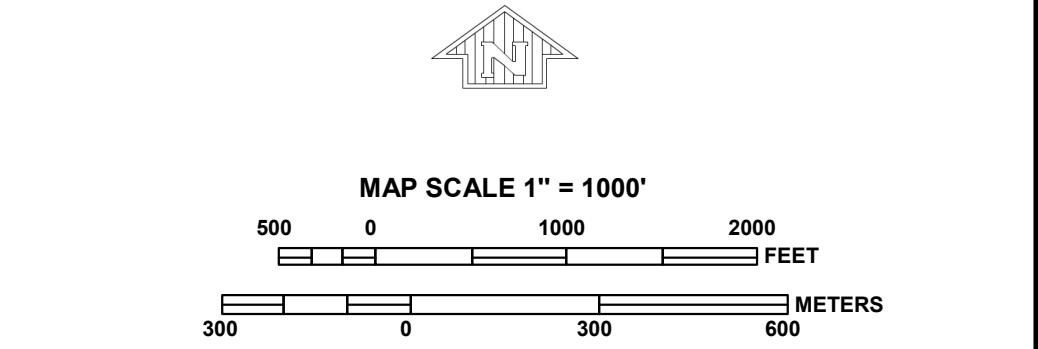 N
MAP SCALE 1" = 1000'
500 0 1000 2000
FEET
METERS
300 0 300 600